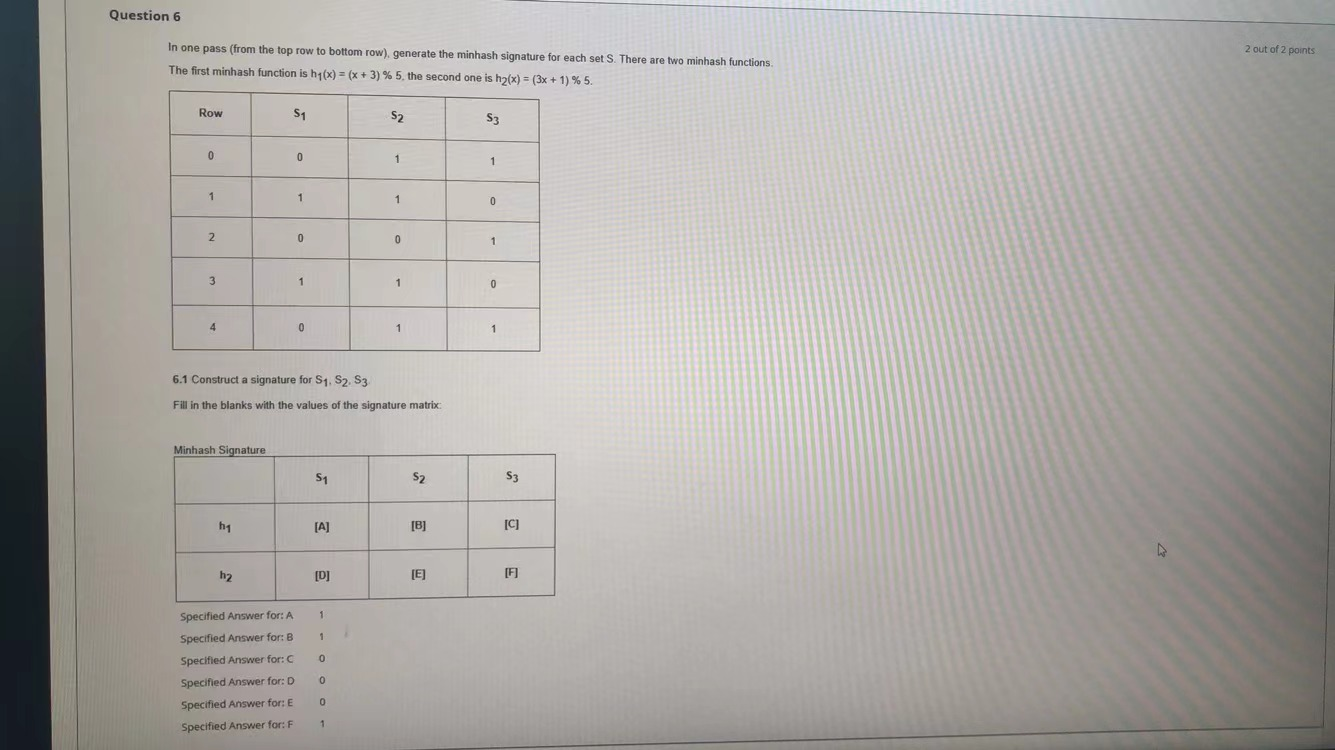 Question 6
2 out of 2 points
In one pass (from the top row to bottom row), generate the minhash signature for each set S. There are two minhash functions.
The first minhash function is h1(x) = (x + 3) % 5, the second one is h2(x) = (3x + 1) % 5.
Row S1 S2 S3
0 0 1 1
1 1 1 0
2 0 0 1
3 1 1 0
4 0 1 1
6.1 Construct a signature for S1, S2, S3.
Fill in the blanks with the values of the signature matrix:
Minhash Signature
S1 S2 S3
h1 [A] [B] [C]
h2 [D] [E] [F]
Specified Answer for: A 1
Specified Answer for: B 1
Specified Answer for: C 0
Specified Answer for: D 0
Specified Answer for: E 0
Specified Answer for: F 1